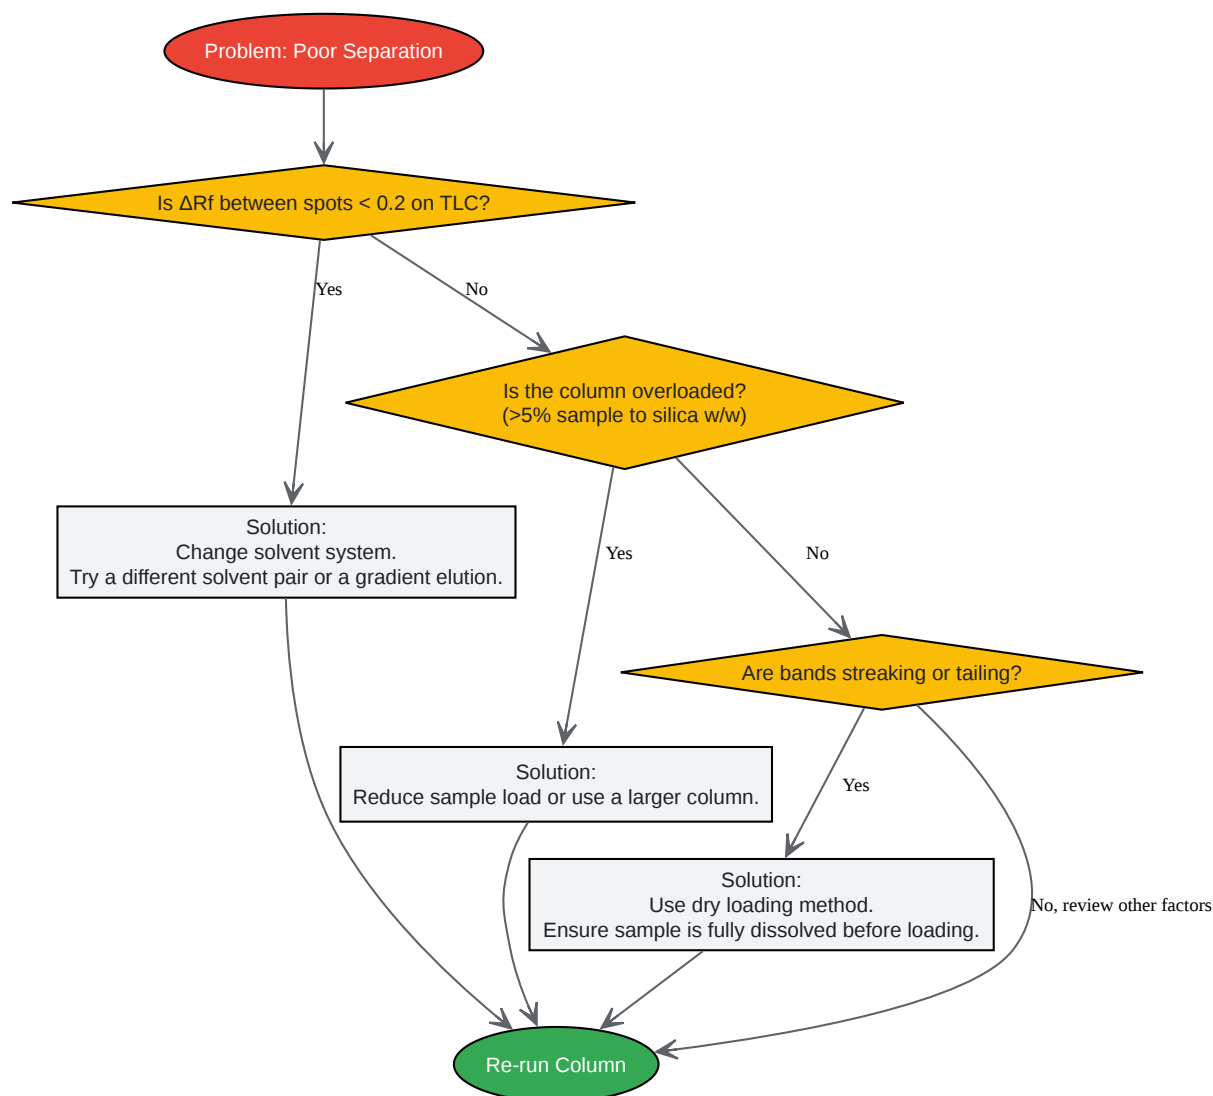 Problem: Poor Separation
Is ΔRf between spots < 0.2 on TLC?
Yes
No
Is the column overloaded?
(>5% sample to silica w/w)
Solution:
Change solvent system.
Try a different solvent pair or a gradient elution.
Yes
No
Are bands streaking or tailing?
Solution:
Reduce sample load or use a larger column.
Yes
Solution:
Use dry loading method.
Ensure sample is fully dissolved before loading.
No, review other factors
Re-run Column